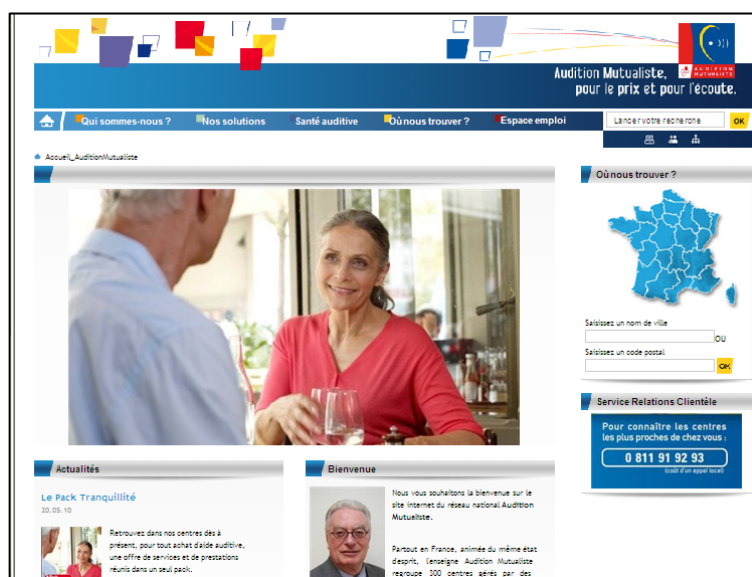 AUDITION
MUTUALISTE
Audition Mutualiste,
pour le prix et pour l'écoute.
Qui sommes-nous ?
Nos solutions
Santé auditive
Où nous trouver ?
Espace emploi
Lancer votre recherche
OK
Accueil_AuditionMutualiste
Où nous trouver ?
Saisissez un nom de ville
OU
Saisissez un code postal
OK
Service Relations Clientèle
Pour connaître les centres
les plus proches de chez vous :
0 811 91 92 93
(coût d'un appel local)
Actualités
Le Pack Tranquillité
20.05.10
Retrouvez dans nos centres dès à
présent, pour tout achat d'aide auditive,
une offre de services et de prestations
réunis dans un seul pack.
Bienvenue
Nous vous souhaitons la bienvenue sur le
site internet du réseau national Audition
Mutualiste.
Partout en France, animée du même état
d'esprit, l'enseigne Audition Mutualiste
regroupe 300 centres gérés par des